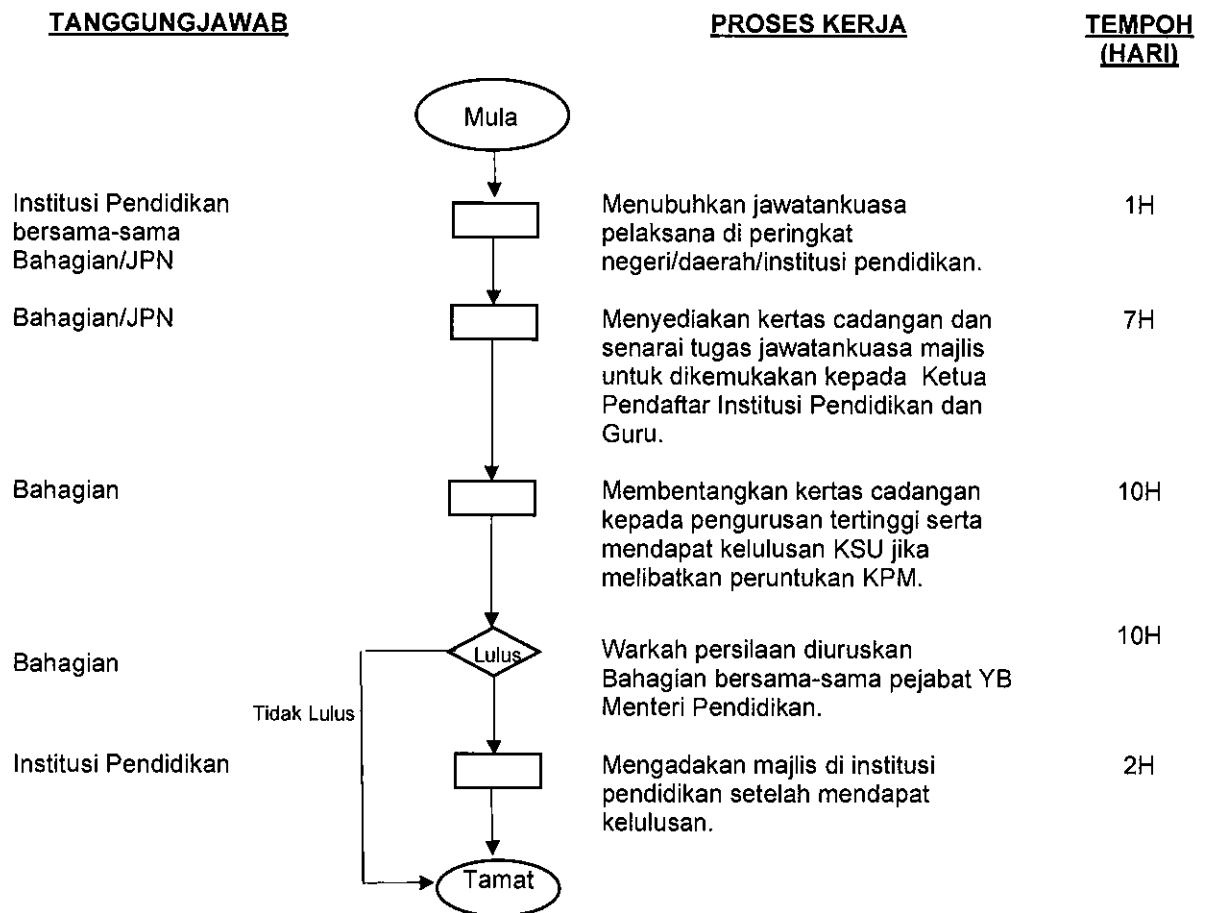 TANGGUNGJAWAB
PROSES KERJA
TEMPOH
(HARI)
Mula
Institusi Pendidikan
bersama-sama
Bahagian/JPN
Menubuhkan jawatankuasa
pelaksana di peringkat
negeri/daerah/institusi pendidikan.
1H
Bahagian/JPN
Menyediakan kertas cadangan dan
senarai tugas jawatankuasa majlis
untuk dikemukakan kepada Ketua
Pendaftar Institusi Pendidikan dan
Guru.
7H
Bahagian
Membentangkan kertas cadangan
kepada pengurusan tertinggi serta
mendapat kelulusan KSU jika
melibatkan peruntukan KPM.
10H
Bahagian
Lulus
Tidak Lulus
Warkah persilaan diuruskan
Bahagian bersama-sama pejabat YB
Menteri Pendidikan.
10H
Institusi Pendidikan
Mengadakan majlis di institusi
pendidikan setelah mendapat
kelulusan.
2H
Tamat